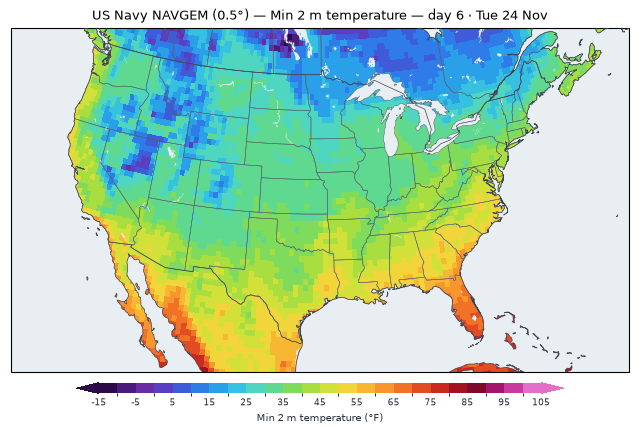 US Navy NAVGEM (0.5°) — Min 2 m temperature — day 6 · Tue 24 Nov
-15 -5 5 15 25 35 45 55 65 75 85 95 105
Min 2 m temperature (°F)